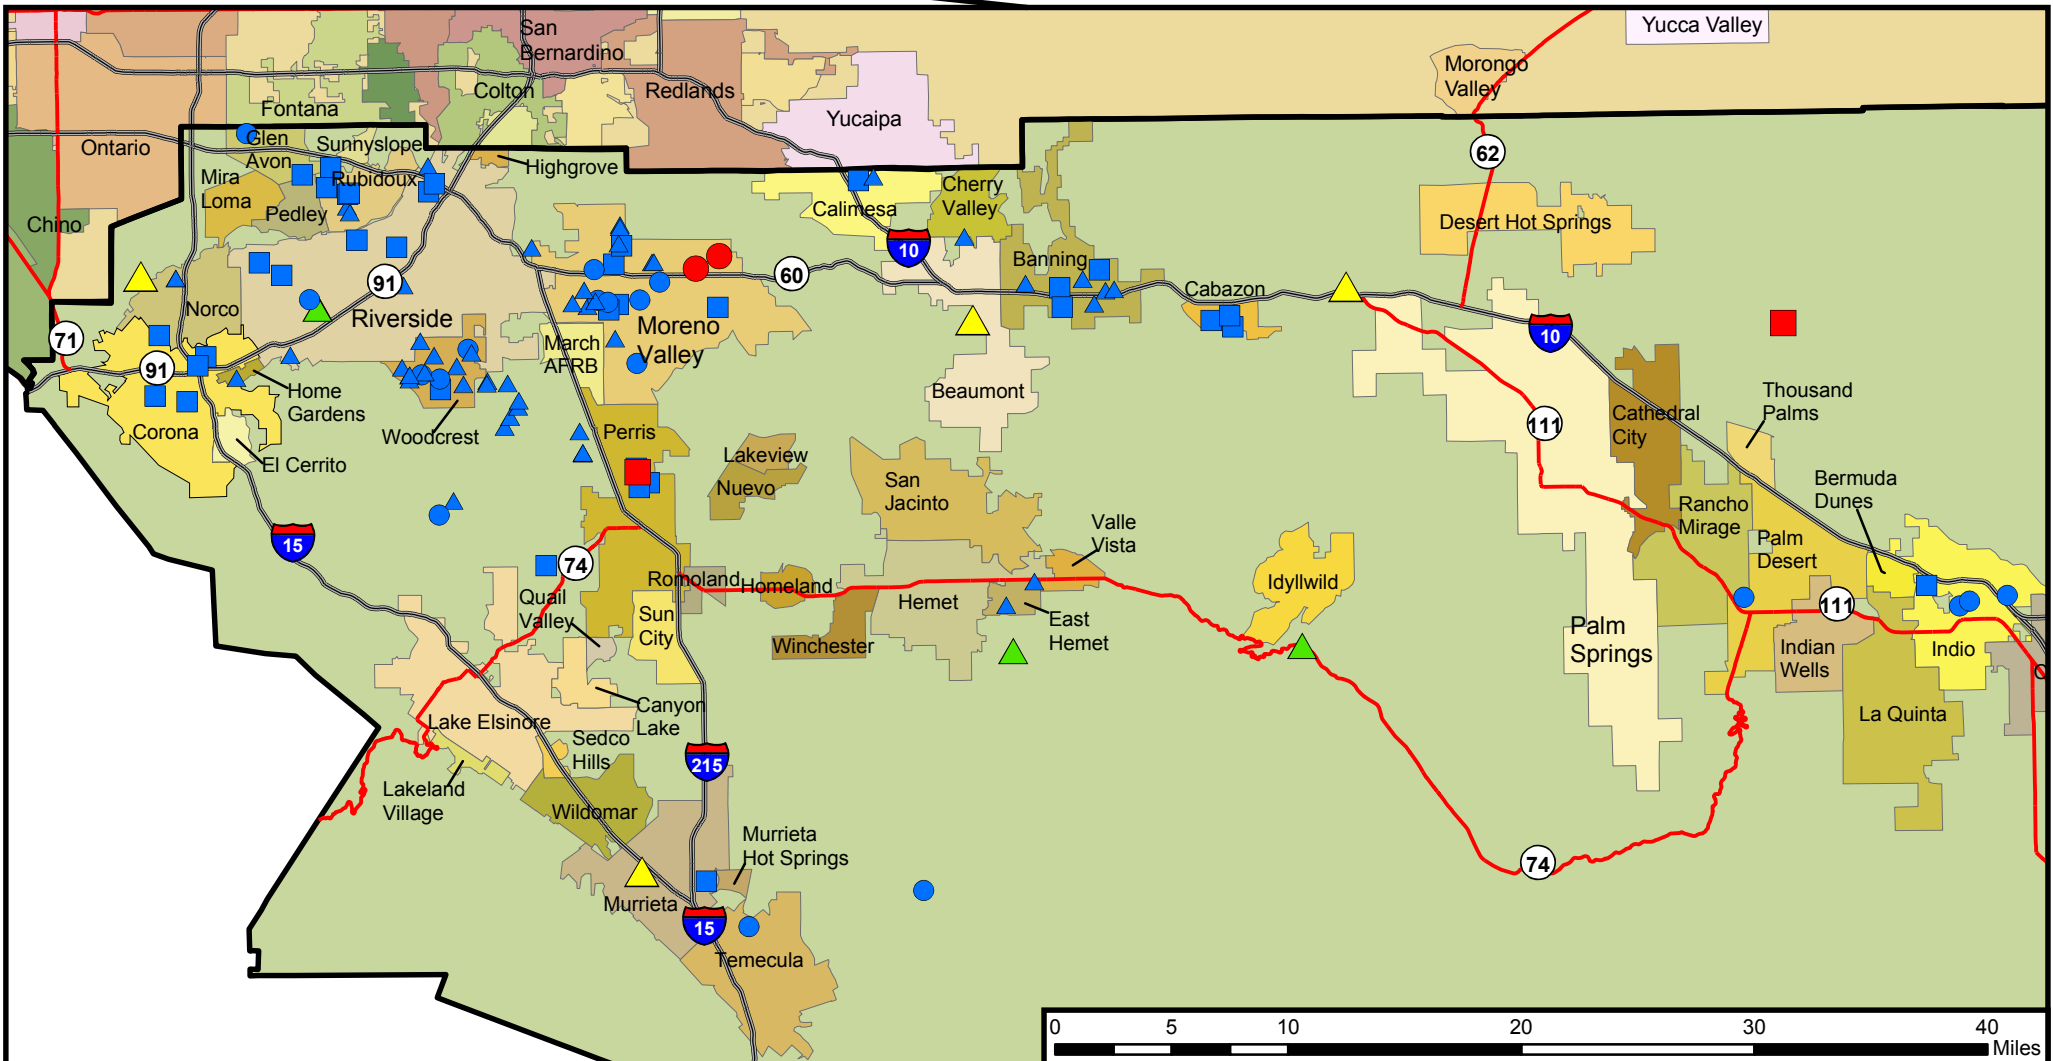 San
Bernardino
Yucca Valley
Morongo
Valley
Fontana
Colton
Redlands
Yucaipa
Ontario
Glen
Avon
Sunnyslope
Highgrove
62
Mira
Loma
Rubidoux
Pedley
Chino
Calimesa
Cherry
Valley
Desert Hot Springs
10
Banning
60
91
Cabazon
Norco
Riverside
Moreno
Valley
March
AFRB
71
91
10
Home
Gardens
Beaumont
Thousand
Palms
Cathedral
City
111
Corona
Woodcrest
Perris
El Cerrito
Lakeview
Nuevo
San
Jacinto
Bermuda
Dunes
Rancho
Mirage
Palm
Desert
Valle
Vista
15
74
Romoland
Homeland
Idyllwild
Hemet
Quail
Valley
Sun
City
East
Hemet
111
Palm
Springs
Winchester
Indian
Wells
Indio
C
Canyon
Lake
La Quinta
Lake Elsinore
Sedco
Hills
215
Lakeland
Village
Wildomar
Murrieta
Hot Springs
74
Murrieta
15
Temecula
0 5 10 20 30 40
Miles